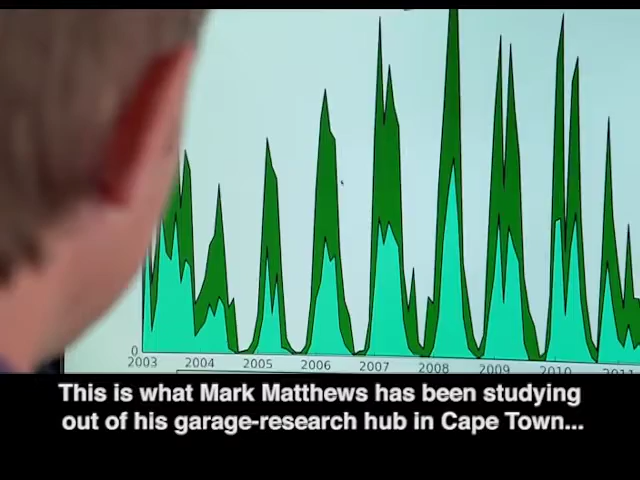 0
2003 2004 2005 2006 2007 2008 2009 2010 2011
This is what Mark Matthews has been studying
out of his garage-research hub in Cape Town...